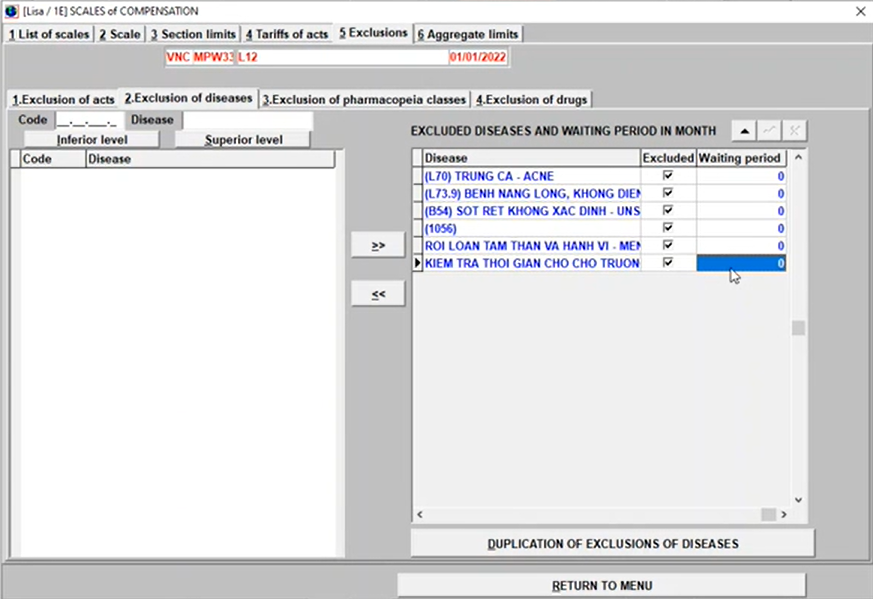 [Lisa / 1E] SCALES of COMPENSATION
1 List of scales 2 Scale 3 Section limits 4 Tariffs of acts 5 Exclusions 6 Aggregate limits
VNC MPW33 L12 01/01/2022
1.Exclusion of acts 2.Exclusion of diseases 3.Exclusion of pharmacopeia classes 4.Exclusion of drugs
Code __.__.___._ Disease
Inferior level Superior level
Code Disease
EXCLUDED DISEASES AND WAITING PERIOD IN MONTH
Disease Excluded Waiting period
(L70) TRUNG CA - ACNE 0
(L73.9) BENH NANG LONG, KHONG DIEN 0
(B54) SOT RET KHONG XAC DINH - UNS 0
(1056) 0
ROI LOAN TAM THAN VA HANH VI - MEN 0
KIEM TRA THOI GIAN CHO CHO TRUON 0
>>
<<
DUPLICATION OF EXCLUSIONS OF DISEASES
RETURN TO MENU